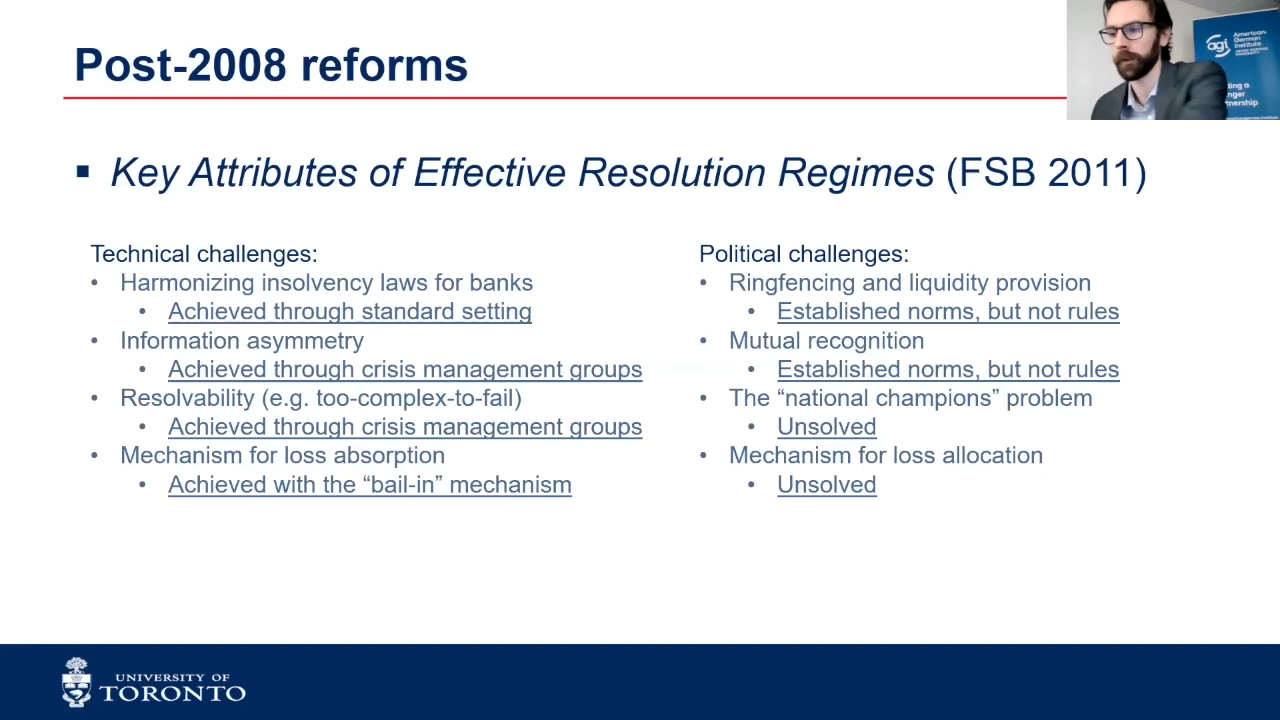 Post-2008 reforms
agi
American-
German
Institute
▪ Key Attributes of Effective Resolution Regimes (FSB 2011)
Technical challenges:
• Harmonizing insolvency laws for banks
• Achieved through standard setting
• Information asymmetry
• Achieved through crisis management groups
• Resolvability (e.g. too-complex-to-fail)
• Achieved through crisis management groups
• Mechanism for loss absorption
• Achieved with the “bail-in” mechanism
Political challenges:
• Ringfencing and liquidity provision
• Established norms, but not rules
• Mutual recognition
• Established norms, but not rules
• The “national champions” problem
• Unsolved
• Mechanism for loss allocation
• Unsolved
UNIVERSITY OF
TORONTO